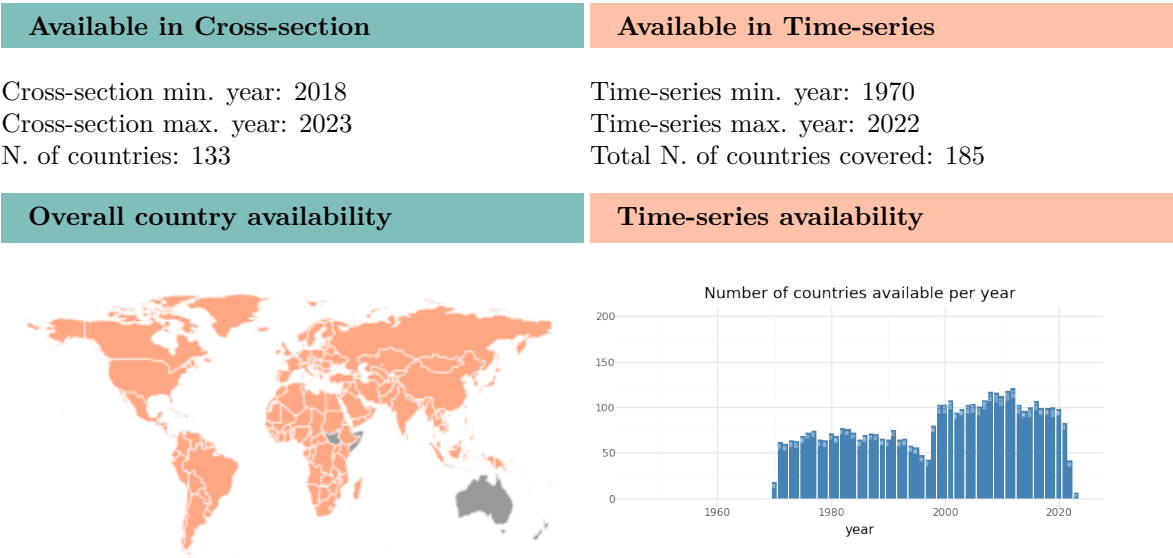 Available in Cross-section
Available in Time-series
Cross-section min. year: 2018
Cross-section max. year: 2023
N. of countries: 133
Time-series min. year: 1970
Time-series max. year: 2022
Total N. of countries covered: 185
Overall country availability
Time-series availability
Number of countries available per year
200
150
100
50
0
1960
1980
2000
2020
year